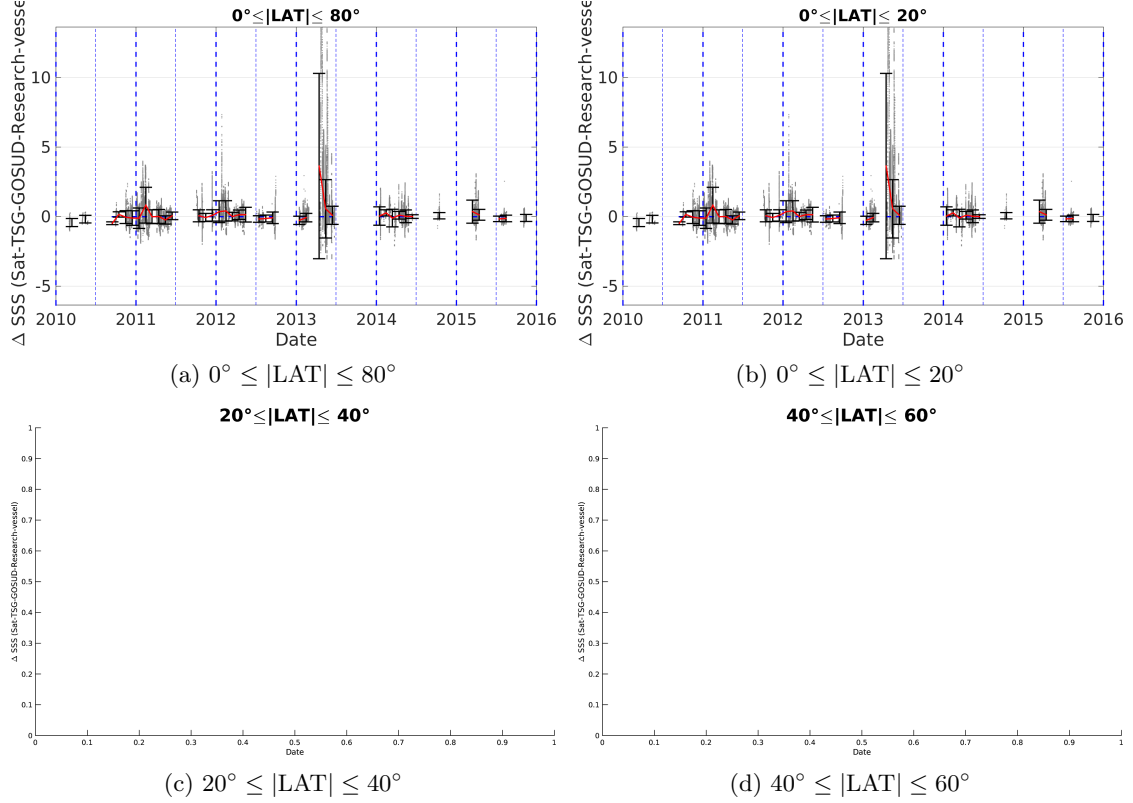 0°≤|LAT|≤ 80°
Δ SSS (Sat-TSG-GOSUD-Research-vesse
10
5
0
-5
2010 2011 2012 2013 2014 2015 2016
Date
(a) 0° ≤ |LAT| ≤ 80°
0°≤|LAT|≤ 20°
Δ SSS (Sat-TSG-GOSUD-Research-vesse
10
5
0
-5
2010 2011 2012 2013 2014 2015 2016
Date
(b) 0° ≤ |LAT| ≤ 20°
20°≤|LAT|≤ 40°
Δ SSS (Sat-TSG-GOSUD-Research-vessel)
1
0.9
0.8
0.7
0.6
0.5
0.4
0.3
0.2
0.1
0
0 0.1 0.2 0.3 0.4 0.5 0.6 0.7 0.8 0.9 1
Date
(c) 20° ≤ |LAT| ≤ 40°
40°≤|LAT|≤ 60°
Δ SSS (Sat-TSG-GOSUD-Research-vessel)
1
0.9
0.8
0.7
0.6
0.5
0.4
0.3
0.2
0.1
0
0 0.1 0.2 0.3 0.4 0.5 0.6 0.7 0.8 0.9 1
Date
(d) 40° ≤ |LAT| ≤ 60°